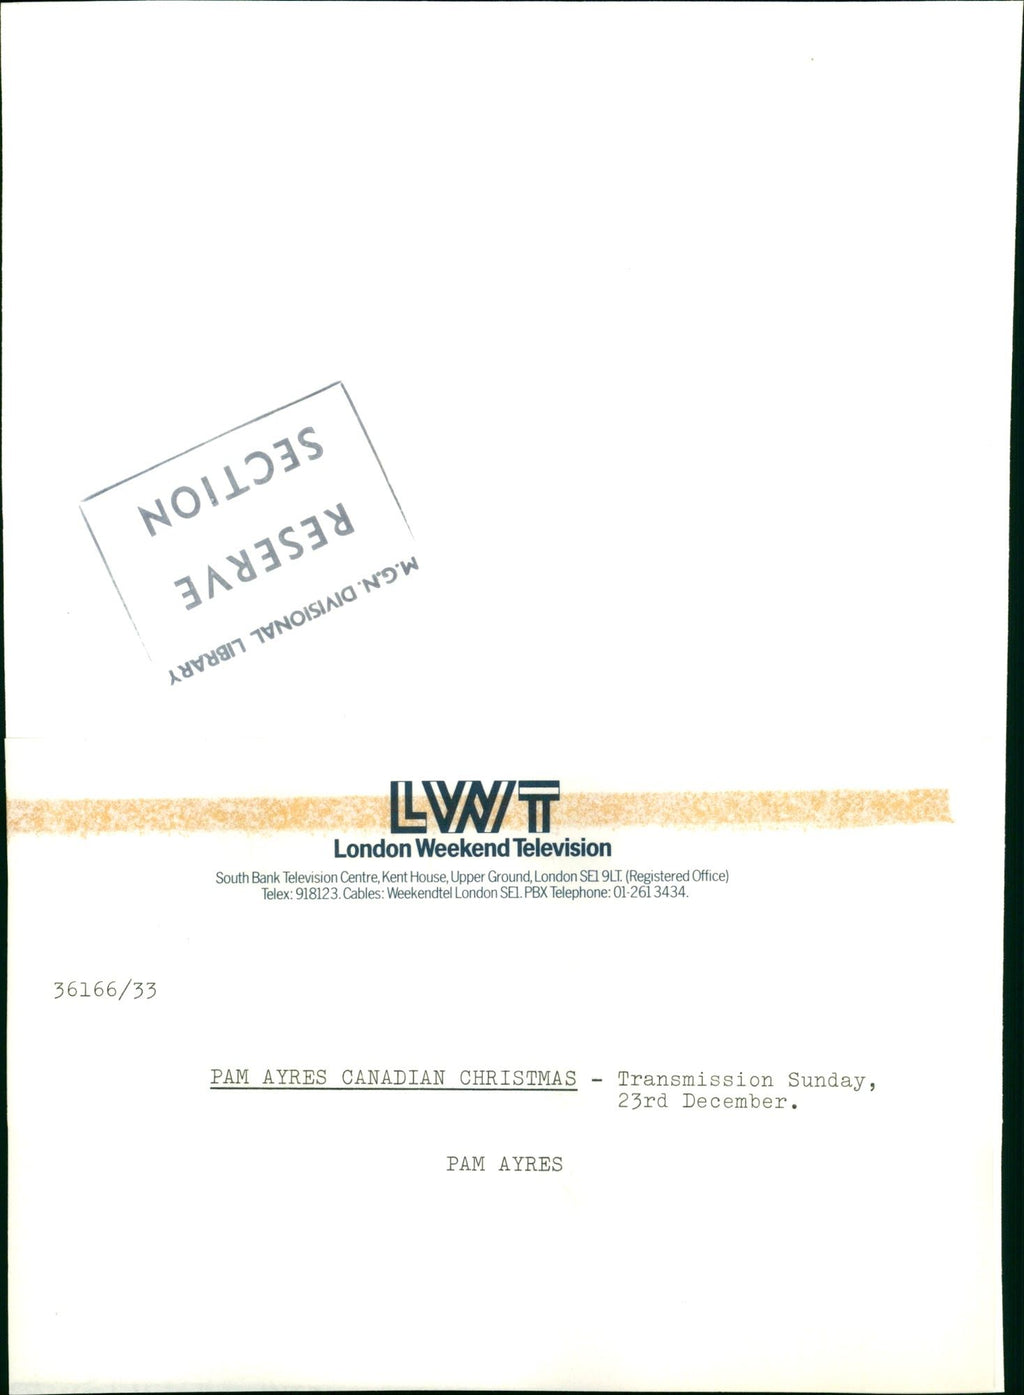 SECTION
RESERVE
M.G.N. DIVISIONAL LIBRARY
LWT
London Weekend Television
South Bank Television Centre, Kent House, Upper Ground, London SE1 9LT. (Registered Office)
Telex: 918123. Cables: Weekendtel London SE1. PBX Telephone: 01-261 3434.
36166/33
PAM AYRES CANADIAN CHRISTMAS - Transmission Sunday,
23rd December.
PAM AYRES